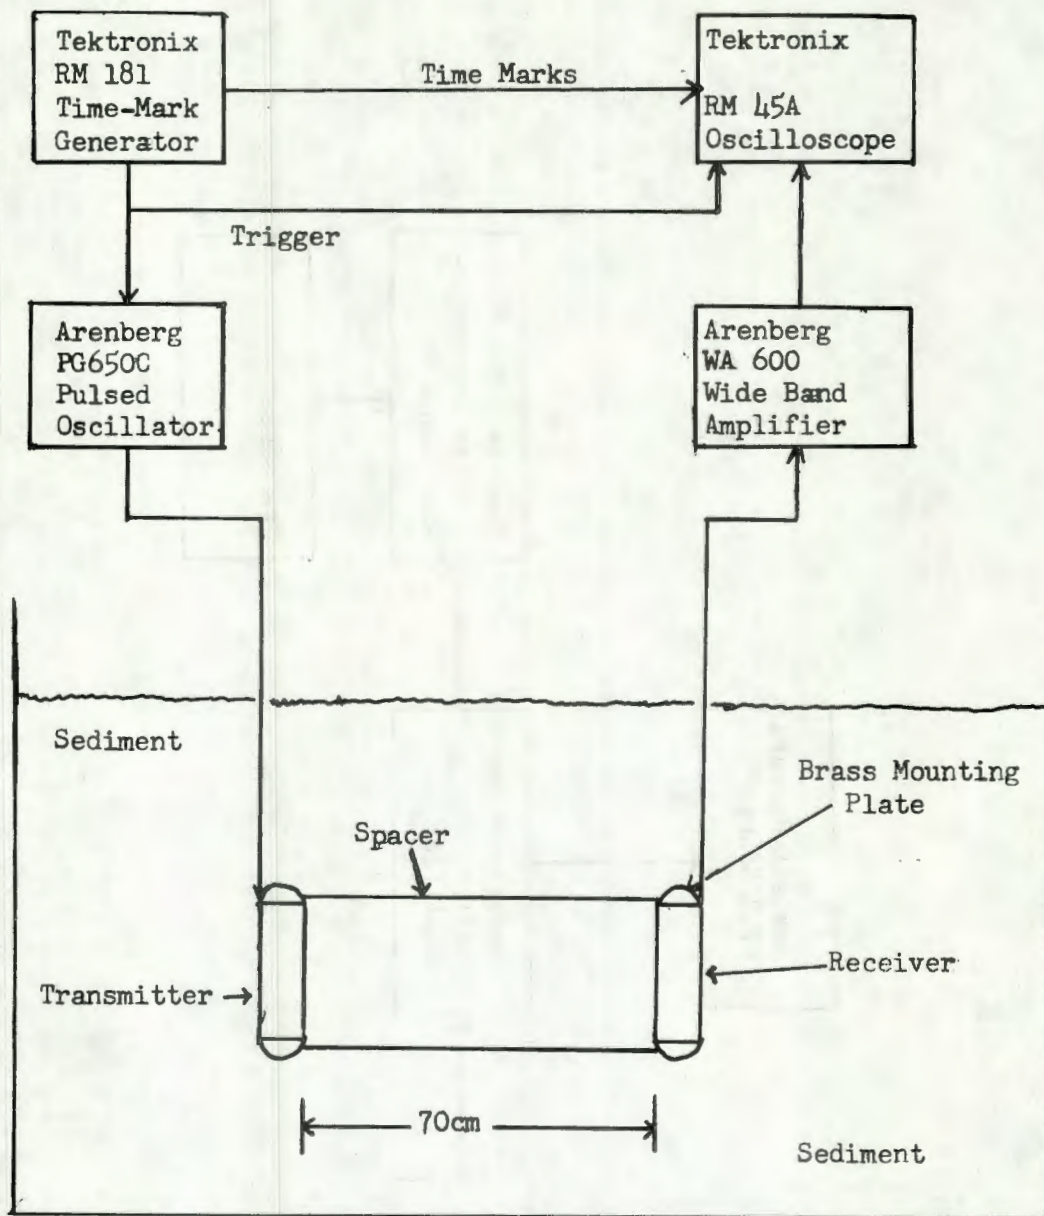 Tektronix
RM 181
Time-Mark
Generator
Time Marks
Tektronix
RM 45A
Oscilloscope
Trigger
Arenberg
PG650C
Pulsed
Oscillator
Arenberg
WA 600
Wide Band
Amplifier
Sediment
Brass Mounting
Plate
Spacer
Transmitter
Receiver
70cm
Sediment